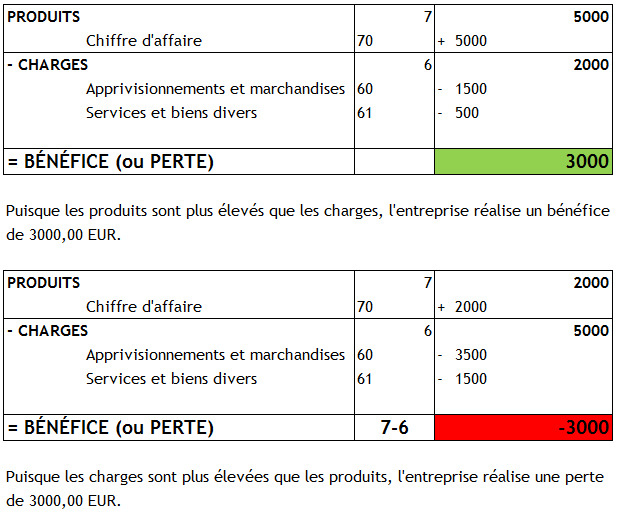 PRODUITS 7 5000
Chiffre d'affaire 70 + 5000
- CHARGES 6 2000
Apprivisionnements et marchandises 60 - 1500
Services et biens divers 61 - 500
= BÉNÉFICE (ou PERTE) 3000
Puisque les produits sont plus élevés que les charges, l'entreprise réalise un bénéfice
de 3000,00 EUR.
PRODUITS 7 2000
Chiffre d'affaire 70 + 2000
- CHARGES 6 5000
Apprivisionnements et marchandises 60 - 3500
Services et biens divers 61 - 1500
= BÉNÉFICE (ou PERTE) 7-6 -3000
Puisque les charges sont plus élevées que les produits, l'entreprise réalise une perte
de 3000,00 EUR.